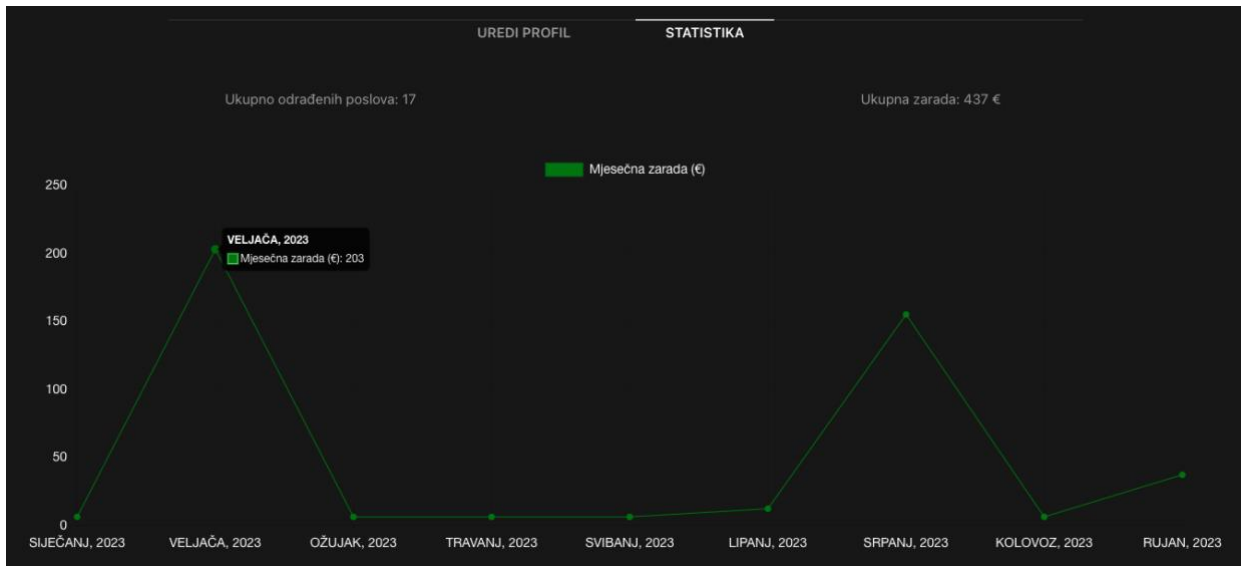 UREDI PROFIL STATISTIKA
Ukupno odrađenih poslova: 17 Ukupna zarada: 437 €
Mjesečna zarada (€)
250
VELJAČA, 2023
200
Mjesečna zarada (€): 203
150
100
50
0
SIJEČANJ, 2023 VELJAČA, 2023 OŽUJAK, 2023 TRAVANJ, 2023 SVIBANJ, 2023 LIPANJ, 2023 SRPANJ, 2023 KOLOVOZ, 2023 RUJAN, 2023